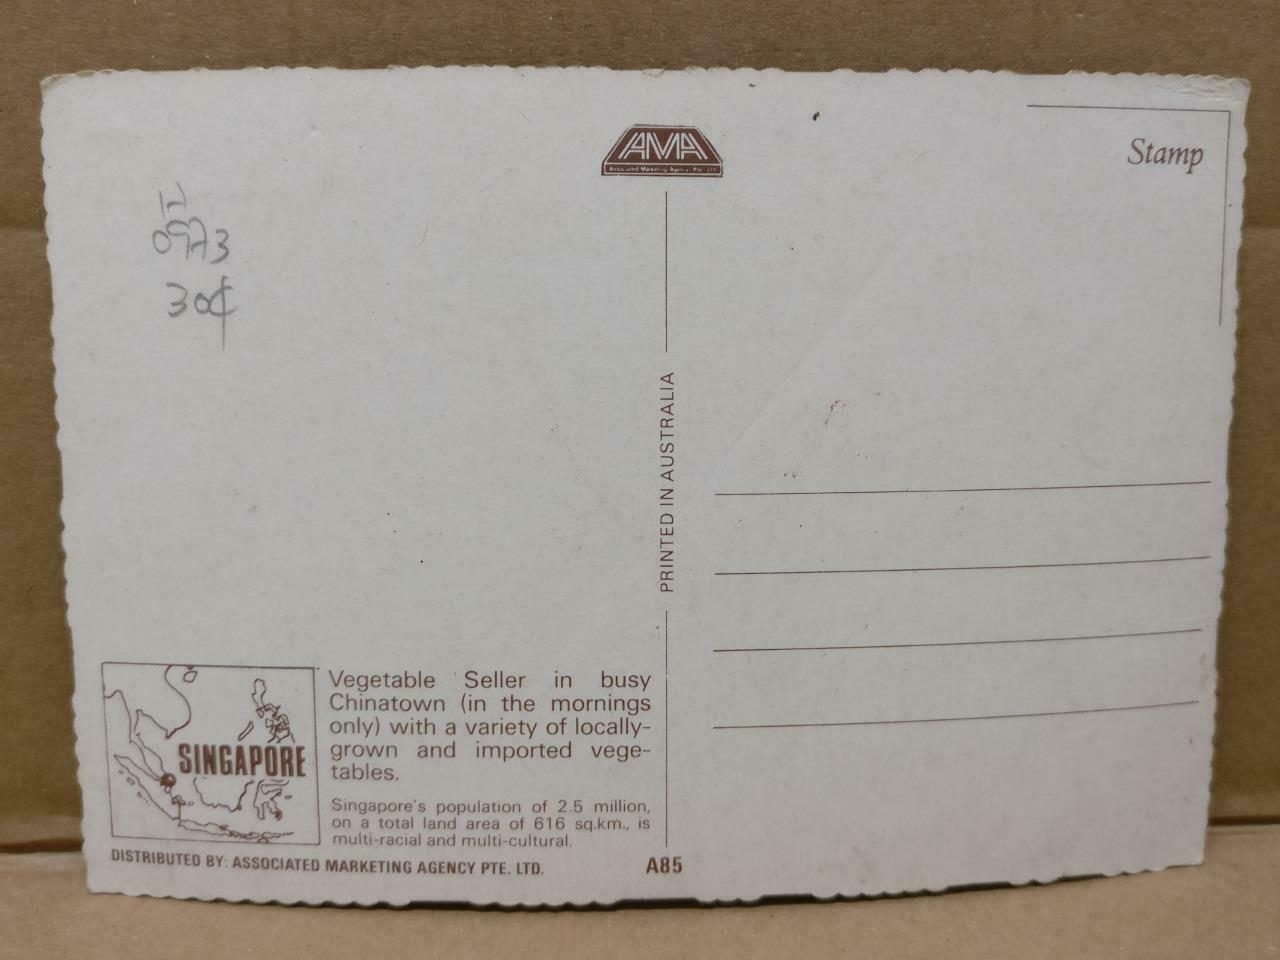 AMA
Associated Marketing Agency Pte. Ltd.
Stamp
0973
30¢
PRINTED IN AUSTRALIA
SINGAPORE
Vegetable Seller in busy
Chinatown (in the mornings
only) with a variety of locally-
grown and imported vege-
tables.
Singapore's population of 2.5 million,
on a total land area of 616 sq.km., is
multi-racial and multi-cultural.
DISTRIBUTED BY: ASSOCIATED MARKETING AGENCY PTE. LTD.
A85